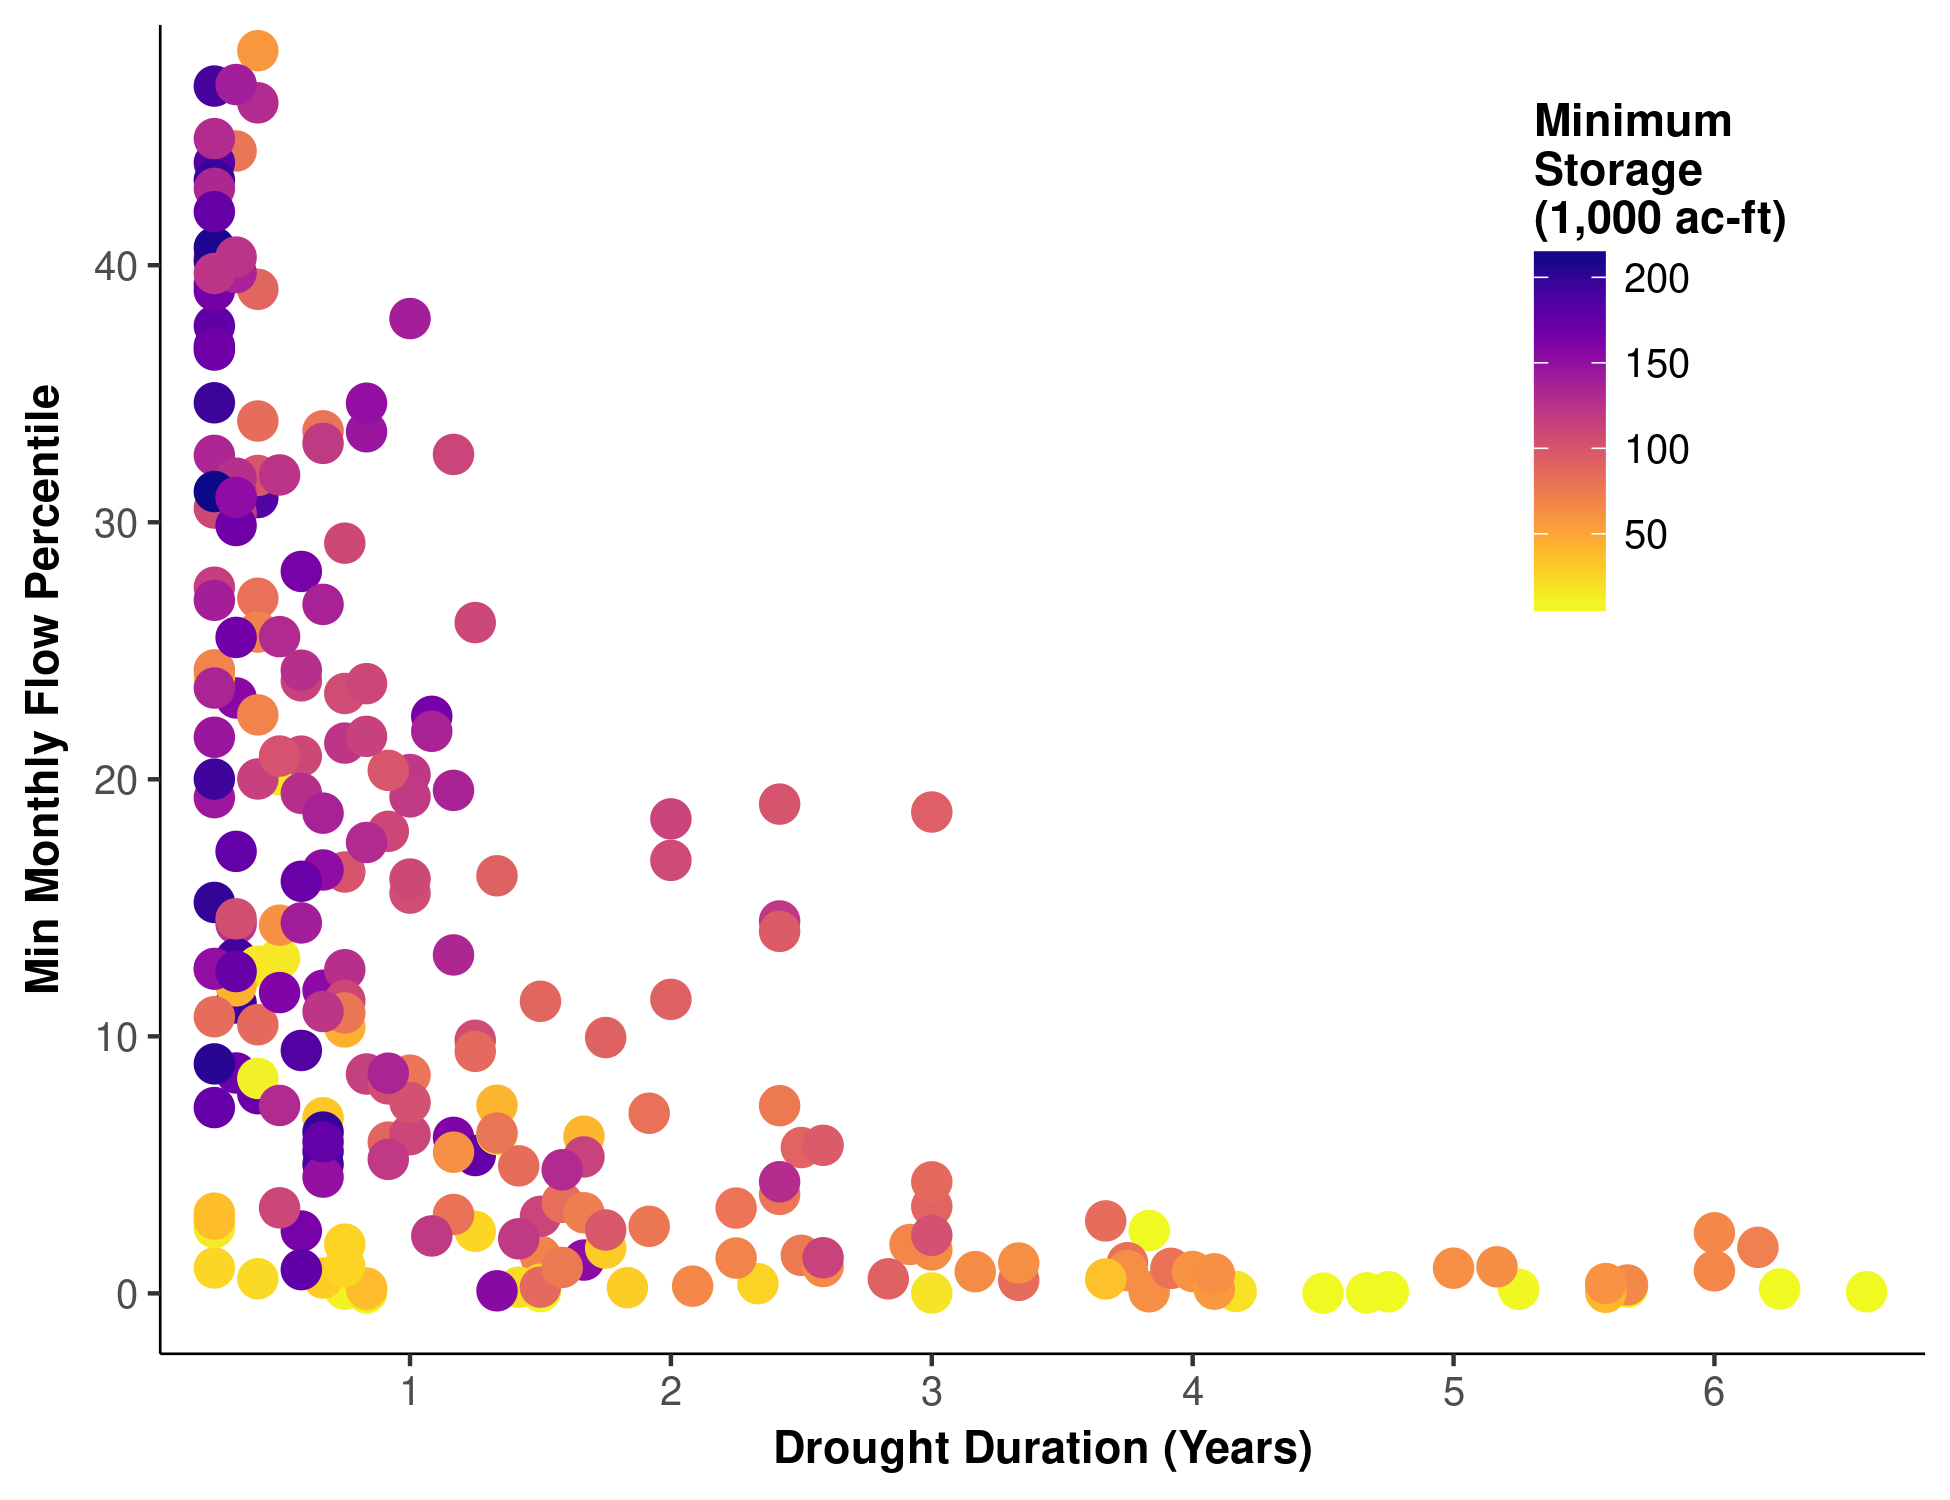 Minimum
Storage
(1,000 ac-ft)
200
150
100
50
Min Monthly Flow Percentile
40
30
20
10
0
1 2 3 4 5 6
Drought Duration (Years)